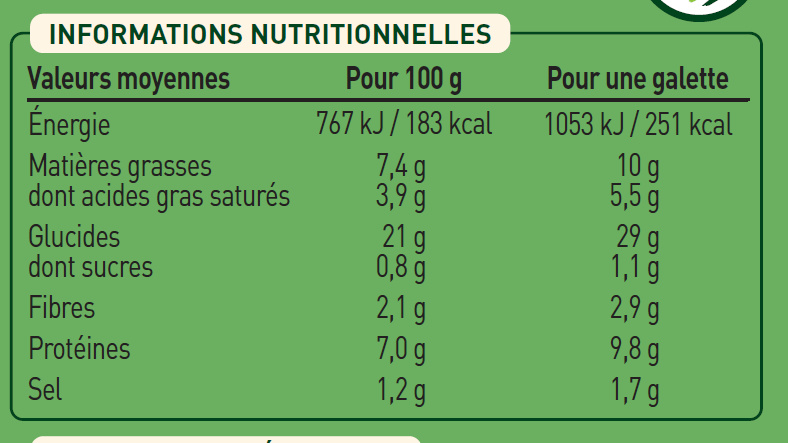 INFORMATIONS NUTRITIONNELLES
Valeurs moyennes Pour 100 g Pour une galette
Énergie 767 kJ / 183 kcal 1053 kJ / 251 kcal
Matières grasses 7,4 g 10 g
dont acides gras saturés 3,9 g 5,5 g
Glucides 21 g 29 g
dont sucres 0,8 g 1,1 g
Fibres 2,1 g 2,9 g
Protéines 7,0 g 9,8 g
Sel 1,2 g 1,7 g